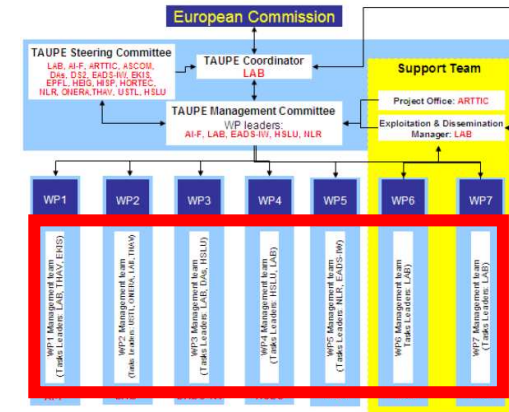 European Commission
TAUPE Steering Committee
LAB, AI-F, ARTTIC, ASCOM,
DAs, DS2, EADS-IW, EKIS,
EPFL, HEIG, HISP, HORTEC,
NLR, ONERA,THAV, USTL, HSLU
TAUPE Coordinator
LAB
Support Team
TAUPE Management Committee
WP leaders:
AI-F, LAB, EADS-IW, HSLU, NLR
Project Office: ARTTIC
Exploitation & Dissemination
Manager: LAB
WP1
WP2
WP3
WP4
WP5
WP6
WP7
WP1 Management team
(Tasks Leaders: LAB, THAV, EKIS)
WP2 Management team
(Tasks Leaders: USTL, ONERA, LAB, THAV)
WP3 Management team
(Tasks Leaders: LAB, DAs, HSLU)
WP4 Management team
(Tasks Leaders: HSLU, LAB)
WP5 Management team
(Tasks Leaders: NLR, EADS-IW)
WP6 Management team
Tasks Leaders: LAB)
WP7 Management team
(Tasks Leaders: LAB)